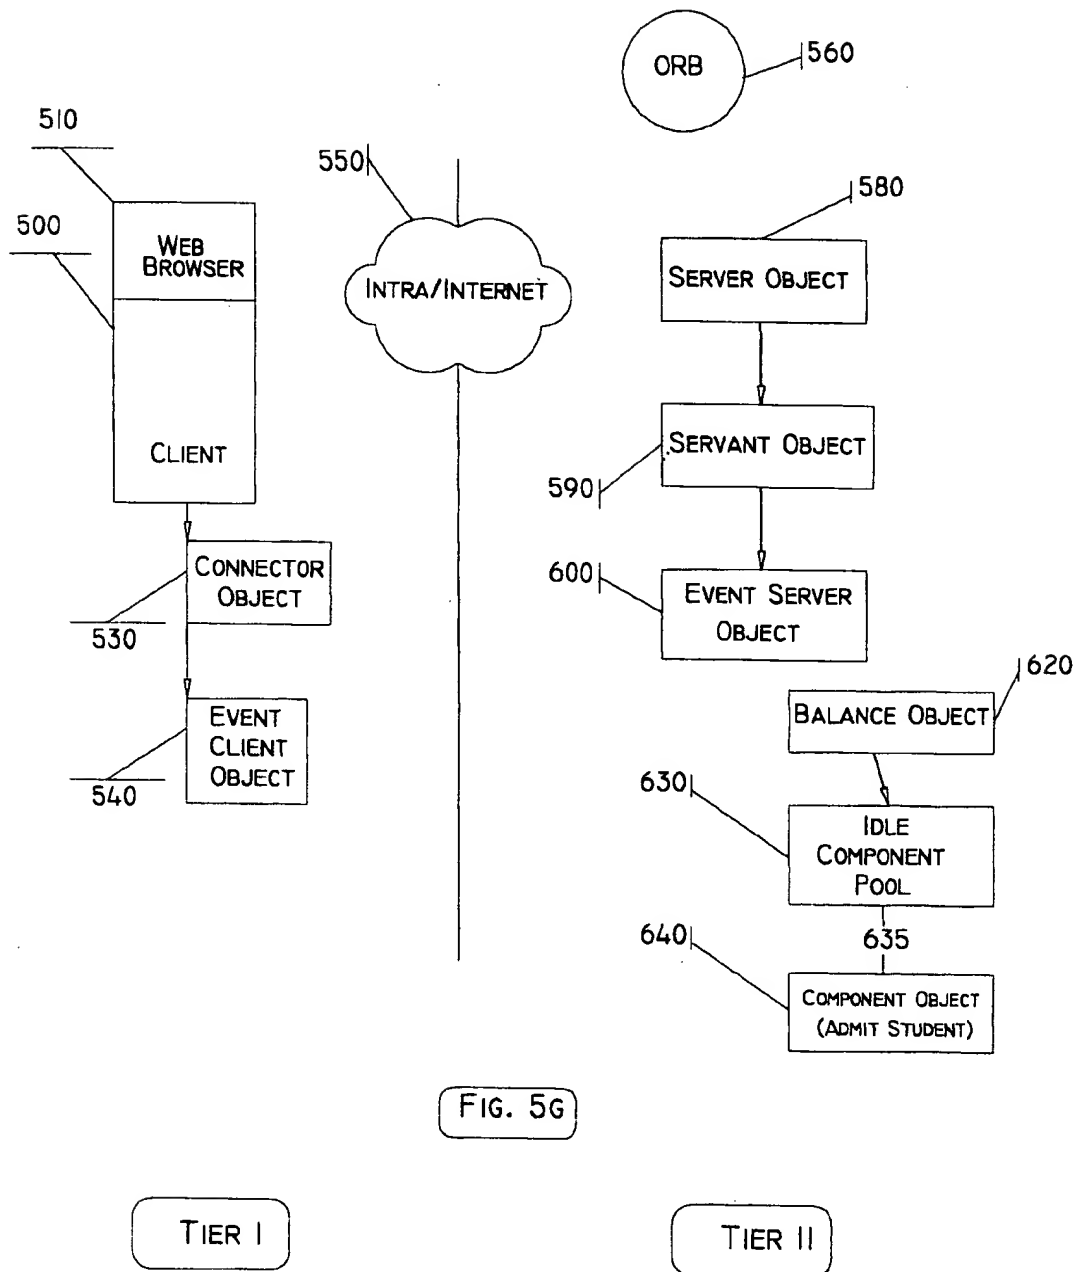 ORB
560
510
550
580
500
WEB
BROWSER
INTRA/INTERNET
SERVER OBJECT
CLIENT
SERVANT OBJECT
590
CONNECTOR
OBJECT
600
EVENT SERVER
OBJECT
530
620
EVENT
CLIENT
OBJECT
BALANCE OBJECT
540
630
IDLE
COMPONENT
POOL
640
635
COMPONENT OBJECT
(ADMIT STUDENT)
FIG. 5G
TIER I
TIER II